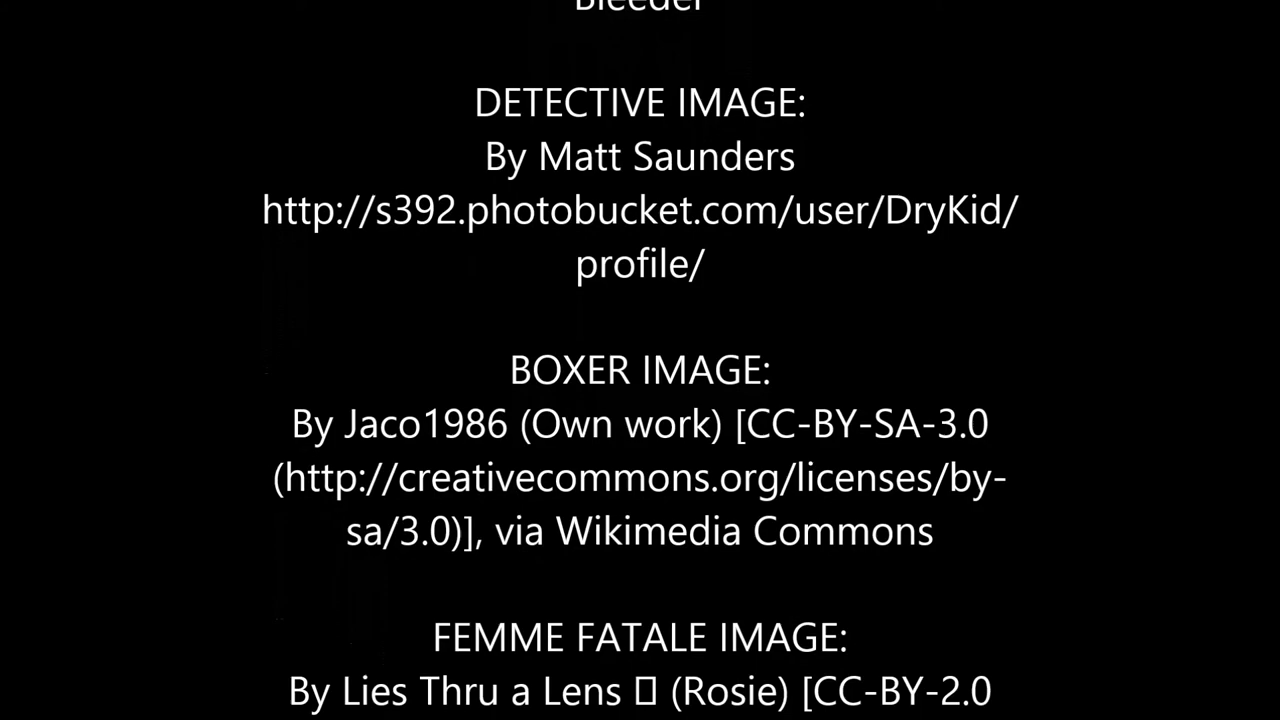 Bleeder
DETECTIVE IMAGE:
By Matt Saunders
http://s392.photobucket.com/user/DryKid/
profile/
BOXER IMAGE:
By Jaco1986 (Own work) [CC-BY-SA-3.0
(http://creativecommons.org/licenses/by-
sa/3.0)], via Wikimedia Commons
FEMME FATALE IMAGE:
By Lies Thru a Lens ▯ (Rosie) [CC-BY-2.0